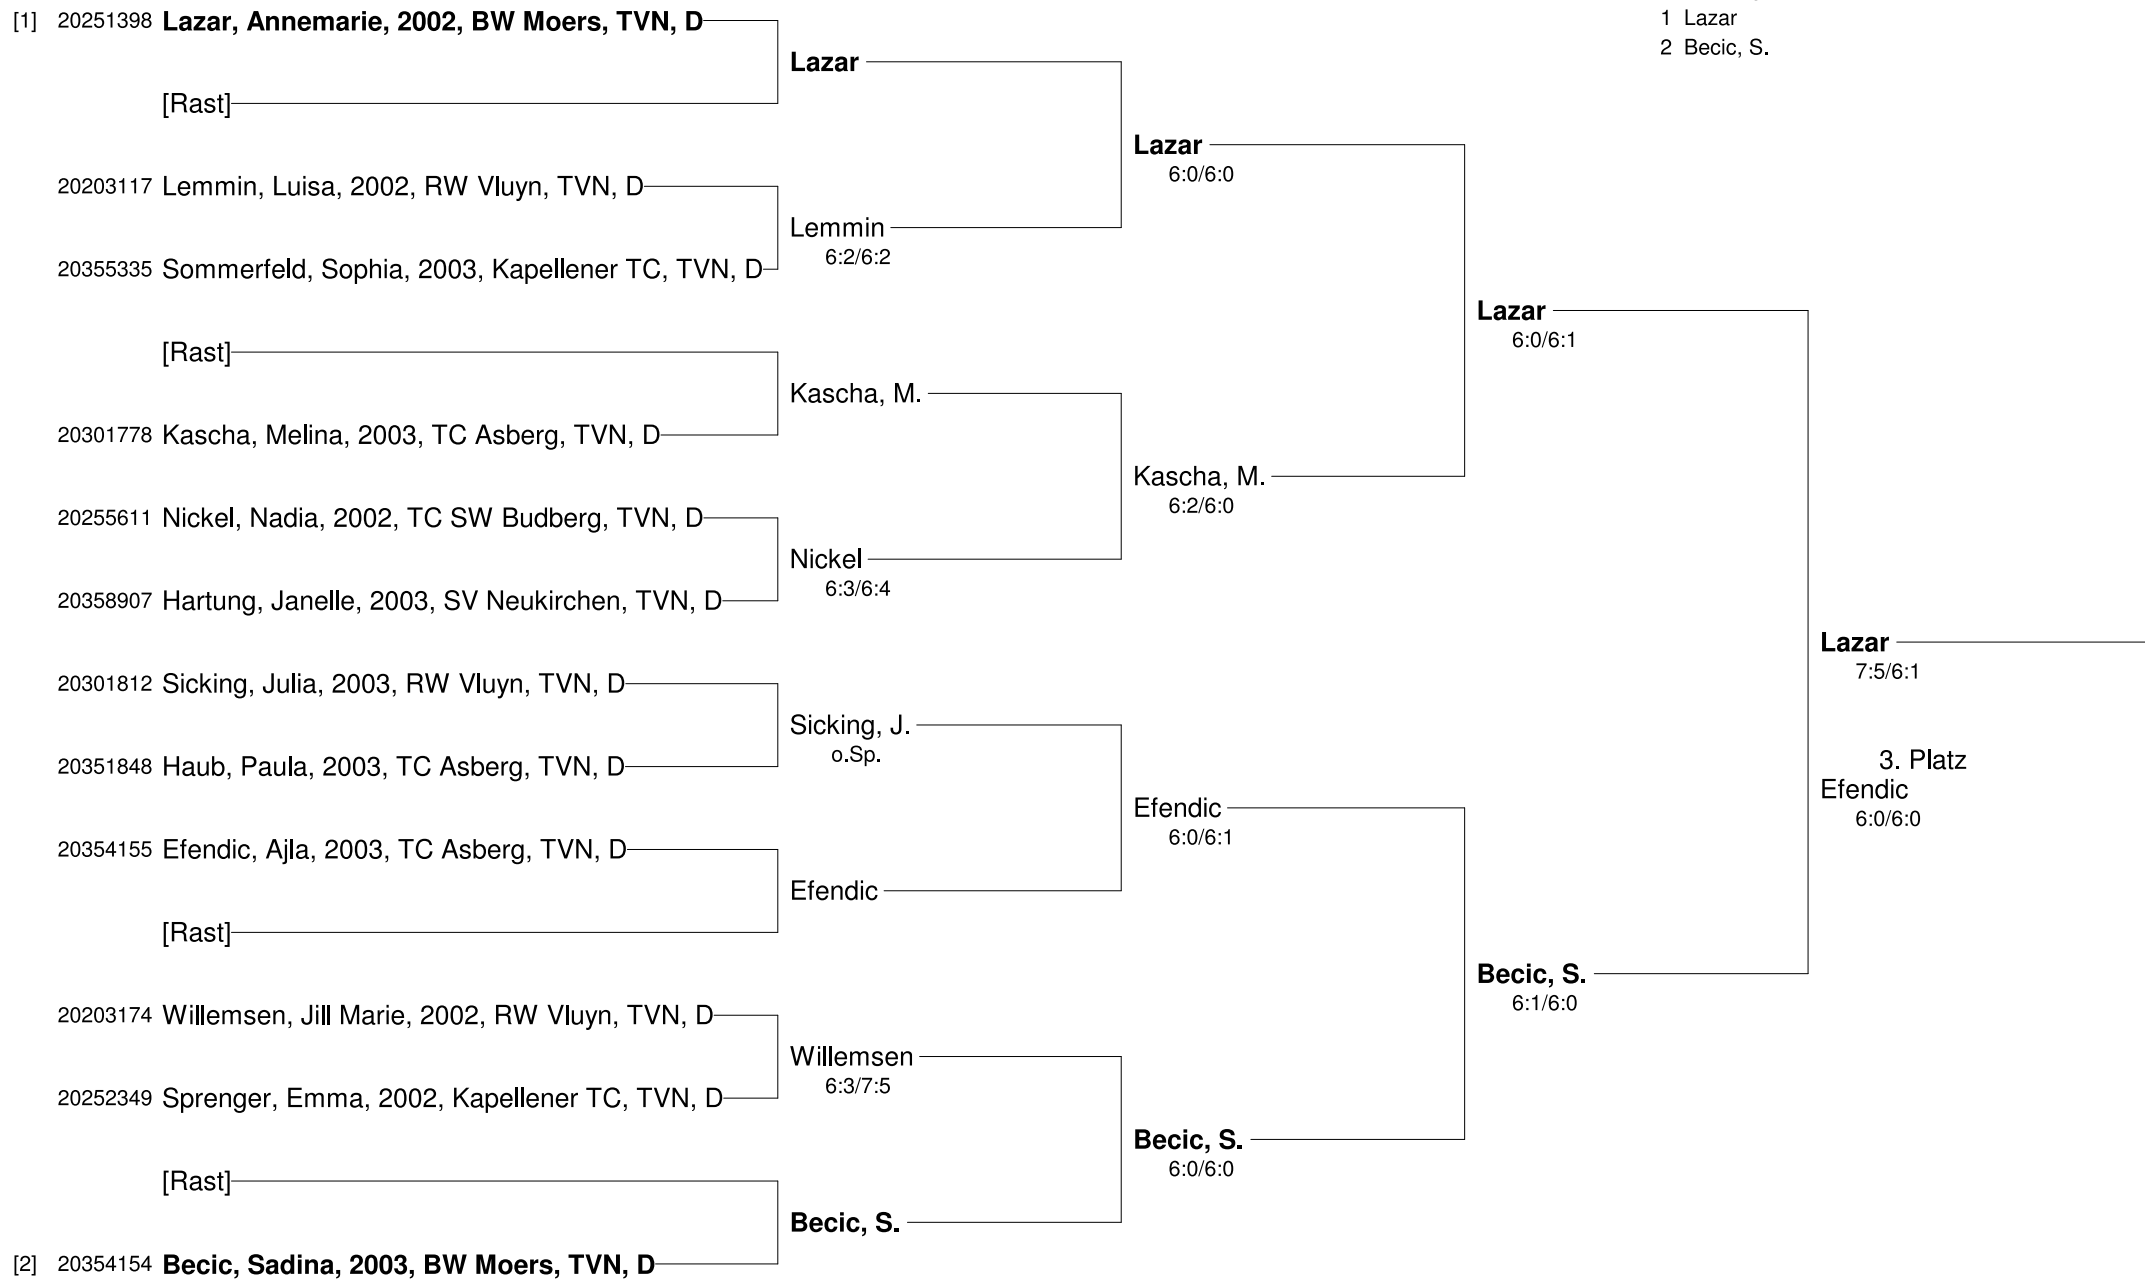 [1] 20251398 Lazar, Annemarie, 2002, BW Moers, TVN, D
1 Lazar
2 Becic, S.
Lazar
[Rast]
Lazar
6:0/6:0
20203117 Lemmin, Luisa, 2002, RW Vluyn, TVN, D
Lemmin
6:2/6:2
20355335 Sommerfeld, Sophia, 2003, Kapellener TC, TVN, D
Lazar
6:0/6:1
[Rast]
Kascha, M.
20301778 Kascha, Melina, 2003, TC Asberg, TVN, D
Kascha, M.
6:2/6:0
20255611 Nickel, Nadia, 2002, TC SW Budberg, TVN, D
Nickel
6:3/6:4
20358907 Hartung, Janelle, 2003, SV Neukirchen, TVN, D
Lazar
7:5/6:1
20301812 Sicking, Julia, 2003, RW Vluyn, TVN, D
Sicking, J.
o.Sp.
20351848 Haub, Paula, 2003, TC Asberg, TVN, D
3. Platz
Efendic
6:0/6:0
Efendic
6:0/6:1
20354155 Efendic, Ajla, 2003, TC Asberg, TVN, D
Efendic
[Rast]
Becic, S.
6:1/6:0
20203174 Willemsen, Jill Marie, 2002, RW Vluyn, TVN, D
Willemsen
6:3/7:5
20252349 Sprenger, Emma, 2002, Kapellener TC, TVN, D
Becic, S.
6:0/6:0
[Rast]
Becic, S.
[2] 20354154 Becic, Sadina, 2003, BW Moers, TVN, D